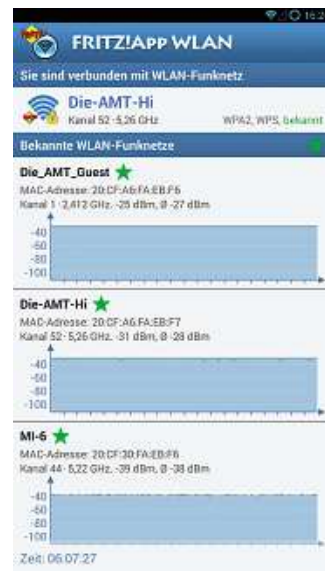 16:2
FRITZ!App WLAN
Sie sind verbunden mit WLAN-Funknetz
Die-AMT-Hi
Kanal 52 - 5,26 GHz WPA2, WPS, bekannt
Bekannte WLAN-Funknetze
Die_AMT_Guest
MAC-Adresse: 20:CF:A6:FA:EB:F6
Kanal 1 - 2,412 GHz, -25 dBm, Ø -27 dBm
-40
-60
-80
-100
Die-AMT-Hi
MAC-Adresse: 20:CF:A6:FA:EB:F7
Kanal 52 - 5,26 GHz, -31 dBm, Ø -28 dBm
-40
-60
-80
-100
MI-6
MAC-Adresse: 20:CF:30:FA:EB:F6
Kanal 44 - 5,22 GHz, -39 dBm, Ø -38 dBm
-40
-60
-80
-100
Zeit: 06.07.27